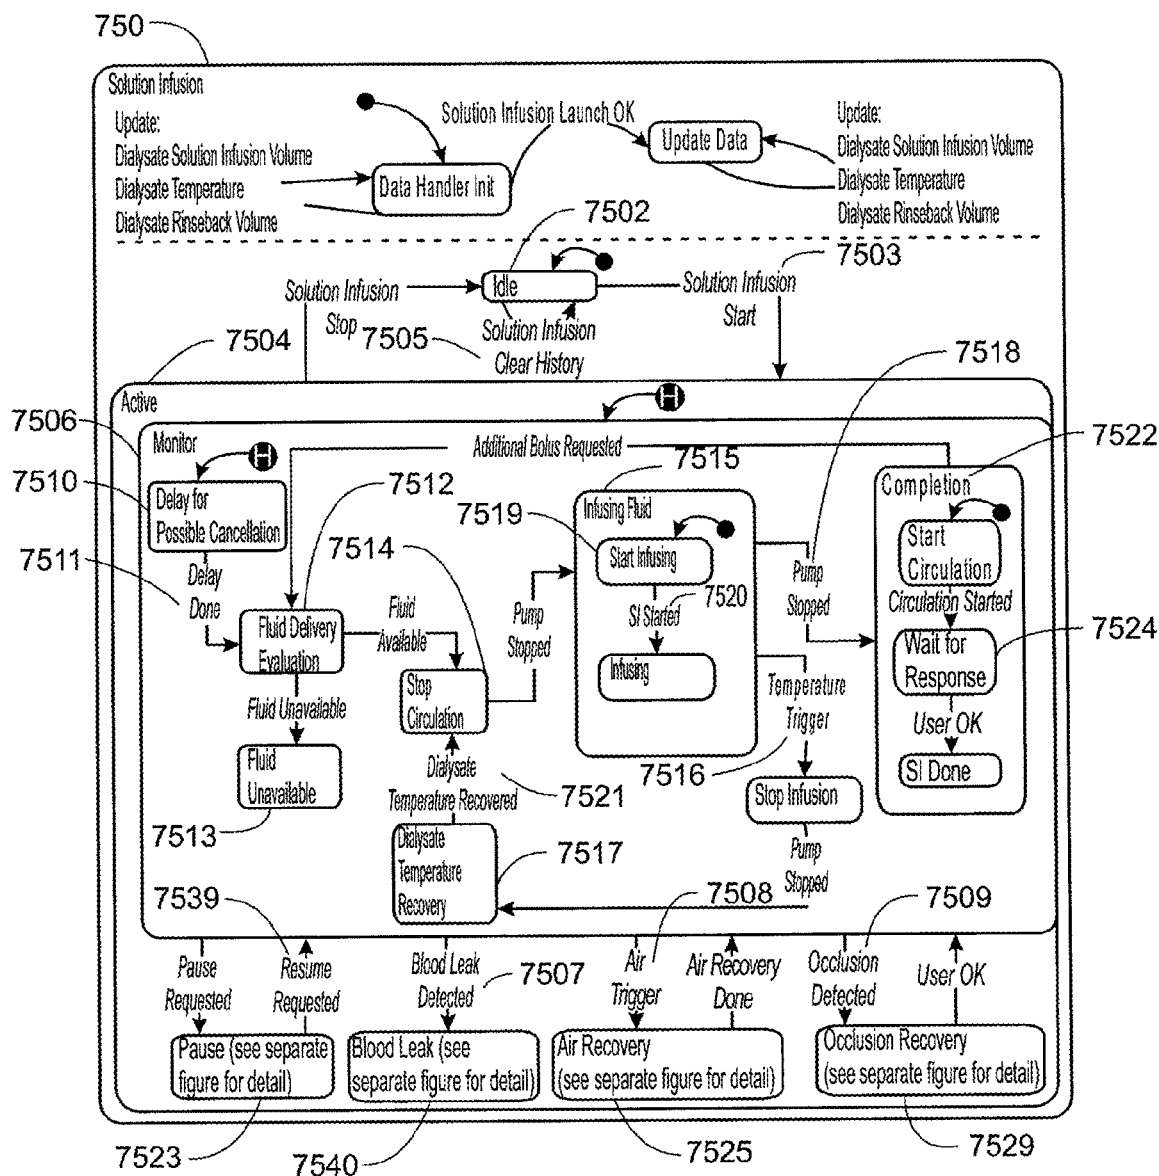 750
Solution Infusion
Update:
Dialysate Solution Infusion Volume
Dialysate Temperature
Dialysate Rinseback Volume
Data Handler Init
Solution Infusion Launch OK
Update Data
Update:
Dialysate Solution Infusion Volume
Dialysate Temperature
Dialysate Rinseback Volume
7502
7503
Idle
Solution Infusion
Stop
Solution Infusion
Start
7505
Solution Infusion
Clear History
7504
7518
Active
H
7506
Monitor
H
Additional Bolus Requested
7515
7522
7510
Delay for
Possible Cancellation
7512
7519
Infusing Fluid
Completion
7511
Delay
Done
7514
Start Infusing
Start
Circulation
Fluid Delivery
Evaluation
Fluid
Available
Pump
Stopped
SI Started
7520
Pump
Stopped
Circulation Started
7524
Wait for
Response
Stop
Circulation
Infusing
Temperature
Trigger
Fluid Unavailable
User OK
Fluid
Unavailable
Dialysate
Temperature Recovered
7521
7516
SI Done
Stop Infusion
7513
Dialysate
Temperature
Recovery
7517
Pump
Stopped
7539
7508
7509
Pause
Requested
Resume
Requested
Blood Leak
Detected
7507
Air
Trigger
Air Recovery
Done
Occlusion
Detected
User OK
Pause (see separate
figure for detail)
Blood Leak (see
separate figure for detail)
Air Recovery
(see separate figure for detail)
Occlusion Recovery
(see separate figure for detail)
7523
7540
7525
7529